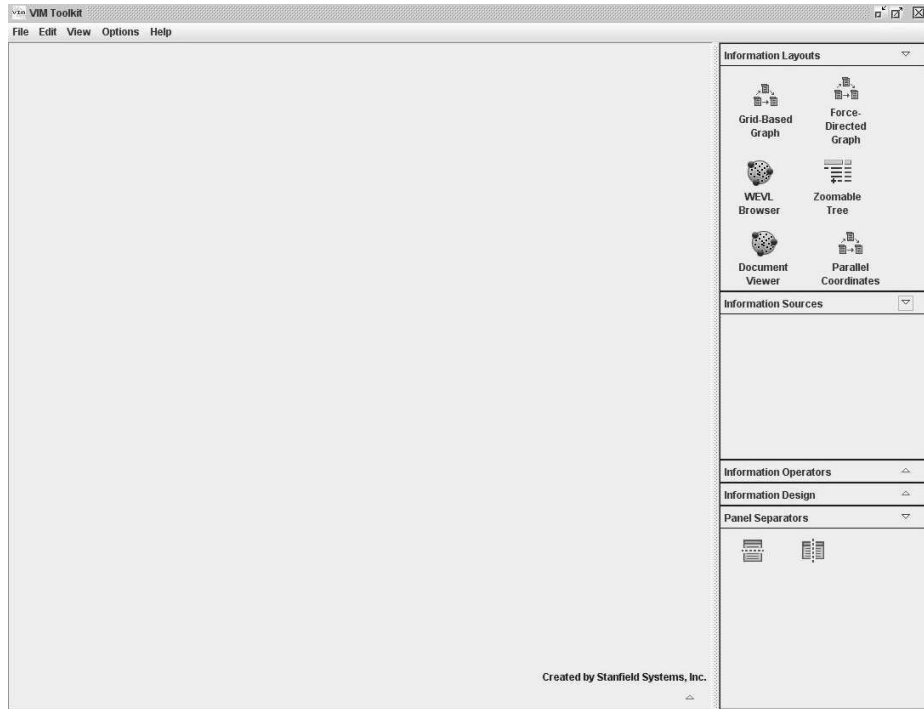 vim VIM Toolkit
File Edit View Options Help
Information Layouts
Grid-Based
Graph
Force-
Directed
Graph
WEVL
Browser
Zoomable
Tree
Document
Viewer
Parallel
Coordinates
Information Sources
Information Operators
Information Design
Panel Separators
Created by Stanfield Systems, Inc.